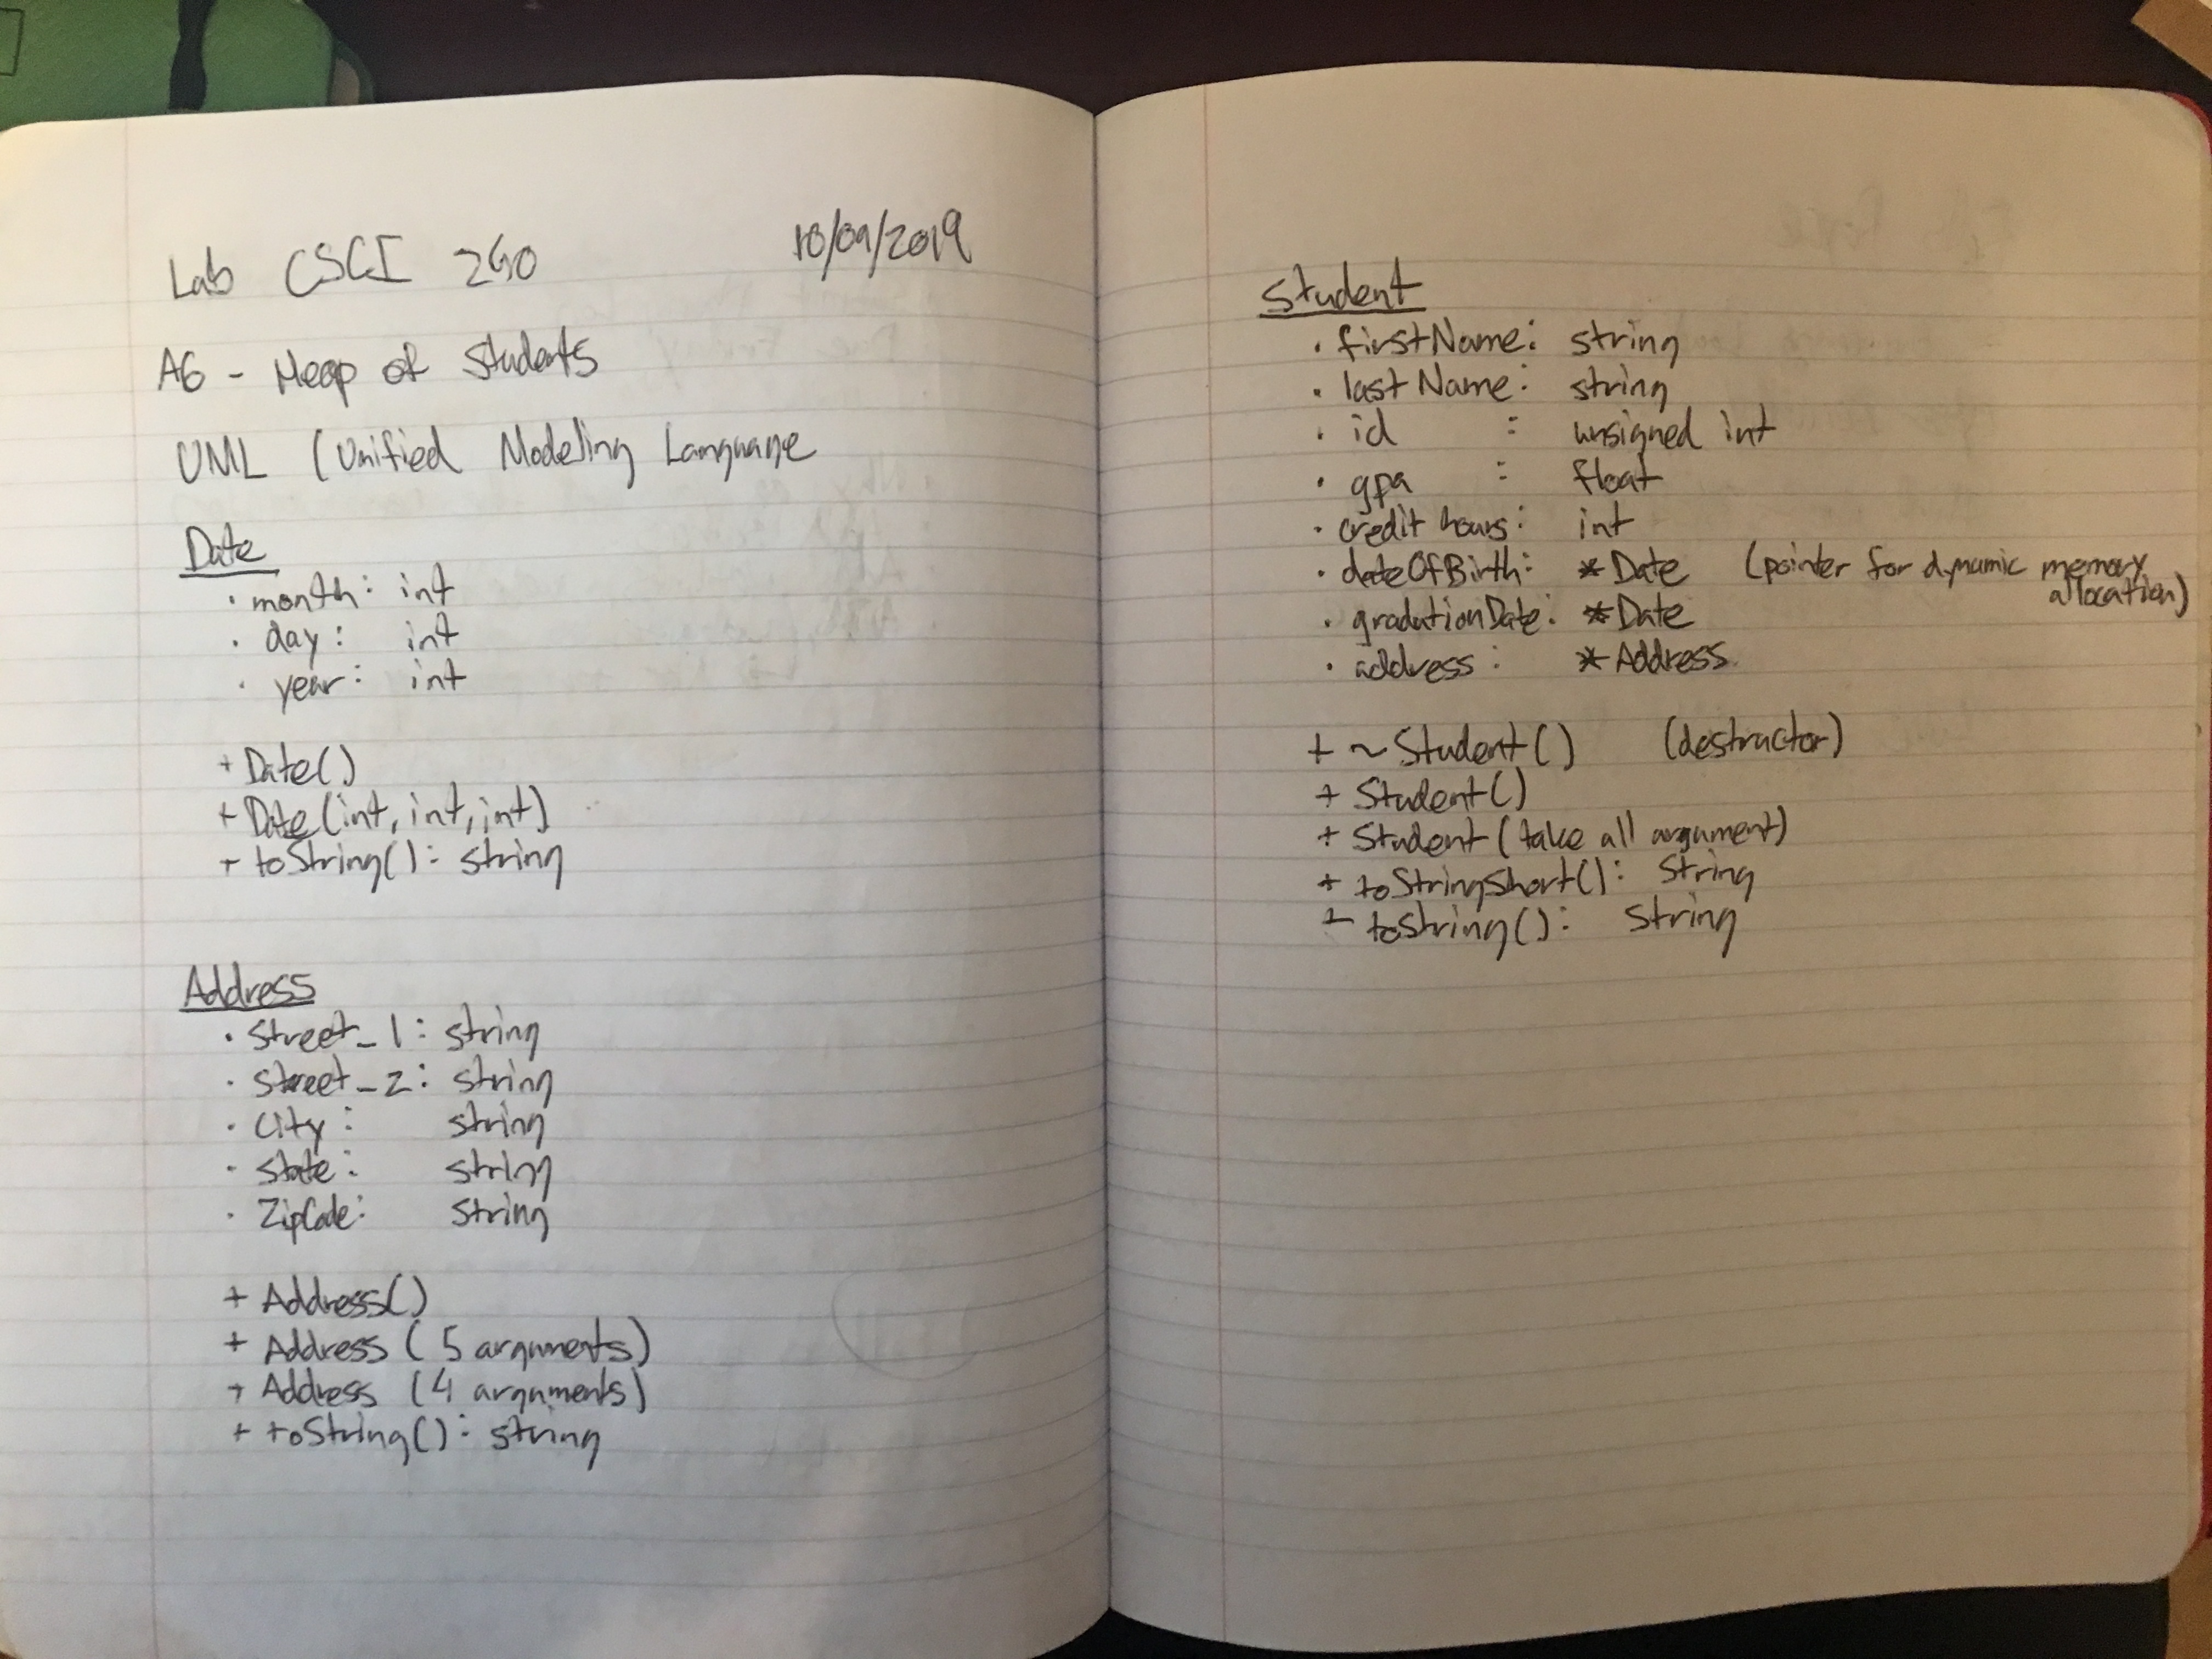 Lab CSCI 260 10/09/2019
A6 - Heap of Students
UML (Unified Modeling Language
Date
· month: int
· day: int
· year: int
+ Date()
+ Date(int, int, int)
+ toString(): string
Address
· Street_1: string
· Street_2: string
· City: string
· State: string
· ZipCode: string
+ Address()
+ Address (5 arguments)
+ Address (4 arguments)
+ toString(): string
Student
· firstName: string
· lastName: string
· id : unsigned int
· gpa : float
· credit hours: int
· dateOfBirth: *Date (pointer for dynamic memory
allocation)
· gradutionDate: *Date
· address: *Address
+ ~Student() (destructor)
+ Student()
+ Student (take all argument)
+ toStringShort(): String
+ toString(): String